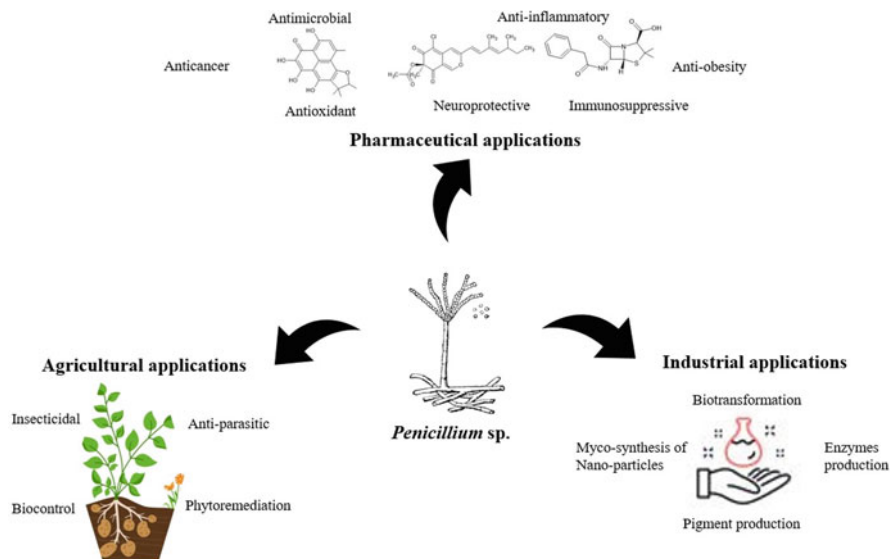 Antimicrobial
Anti-inflammatory
Anticancer
Anti-obesity
Antioxidant
Neuroprotective
Immunosuppressive
Pharmaceutical applications
Agricultural applications
Insecticidal
Anti-parasitic
Biocontrol
Phytoremediation
Penicillium sp.
Industrial applications
Biotransformation
Myco-synthesis of
Nano-particles
Enzymes
production
Pigment production